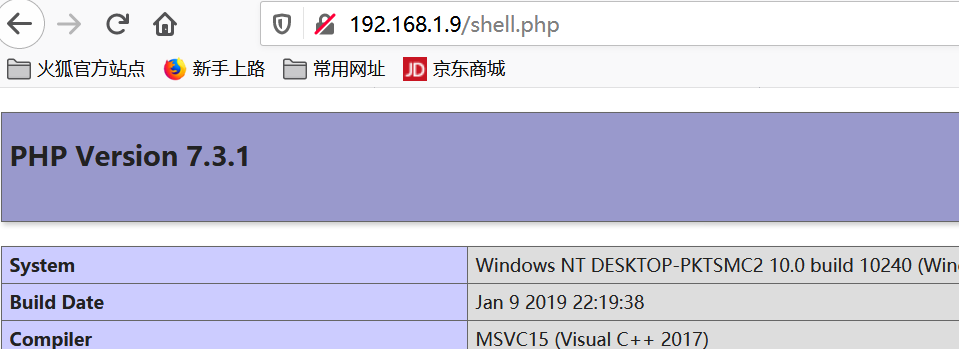 192.168.1.9/shell.php
火狐官方站点 新手上路 常用网址 JD 京东商城
PHP Version 7.3.1
System Windows NT DESKTOP-PKTSMC2 10.0 build 10240 (Win
Build Date Jan 9 2019 22:19:38
Compiler MSVC15 (Visual C++ 2017)